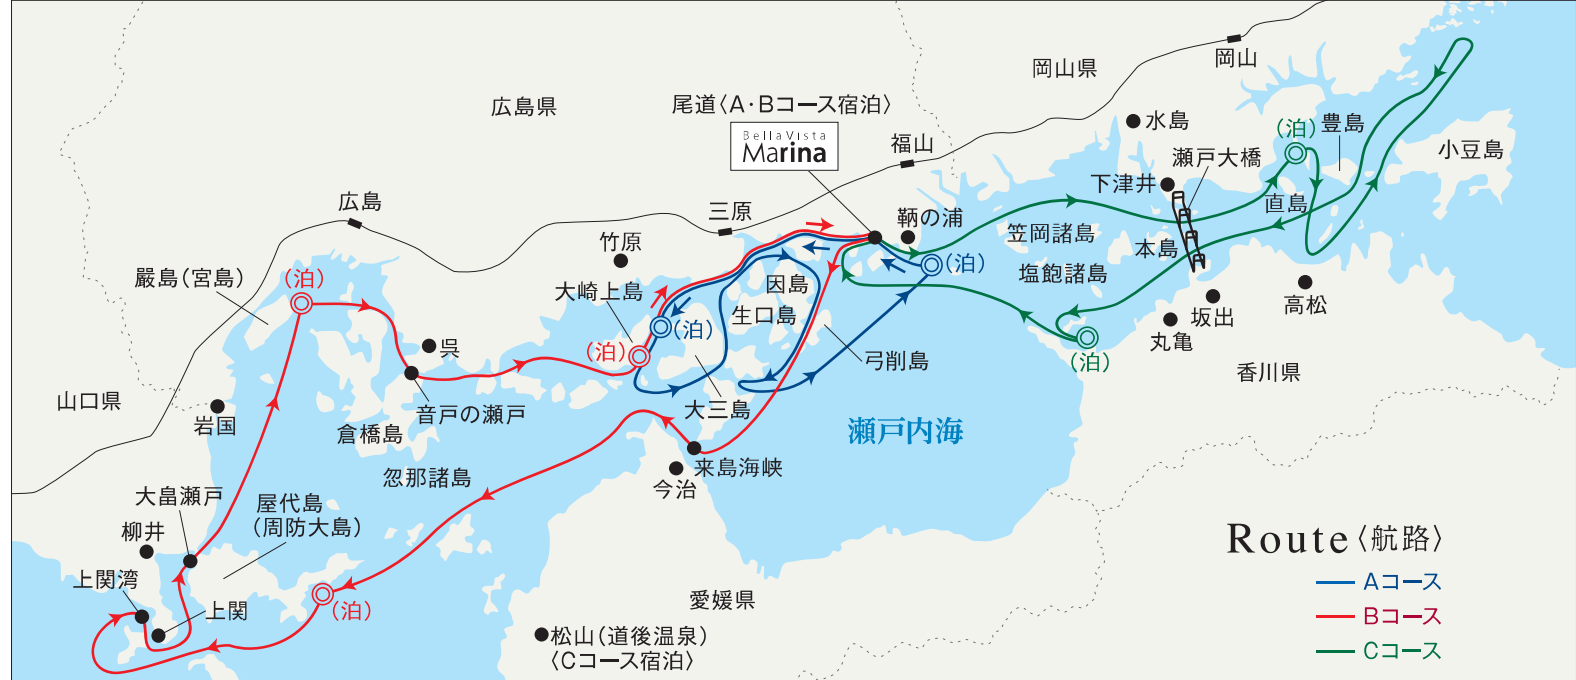 岡山
岡山県
尾道〈A・Bコース宿泊〉
広島県
BellaVista
Marina
水島
豊島
(泊)
小豆島
福山
瀬戸大橋
下津井
直島
広島
三原
鞆の浦
笠岡諸島
本島
竹原
(泊)
塩飽諸島
嚴島(宮島)
(泊)
大崎上島
因島
生口島
(泊)
高松
坂出
丸亀
呉
(泊)
弓削島
(泊)
香川県
山口県
音戸の瀬戸
大三島
岩国
倉橋島
瀬戸内海
来島海峡
忽那諸島
今治
大畠瀬戸
屋代島
(周防大島)
柳井
上関湾
上関
(泊)
愛媛県
松山(道後温泉)
〈Cコース宿泊〉
Route〈航路〉
Aコース
Bコース
Cコース